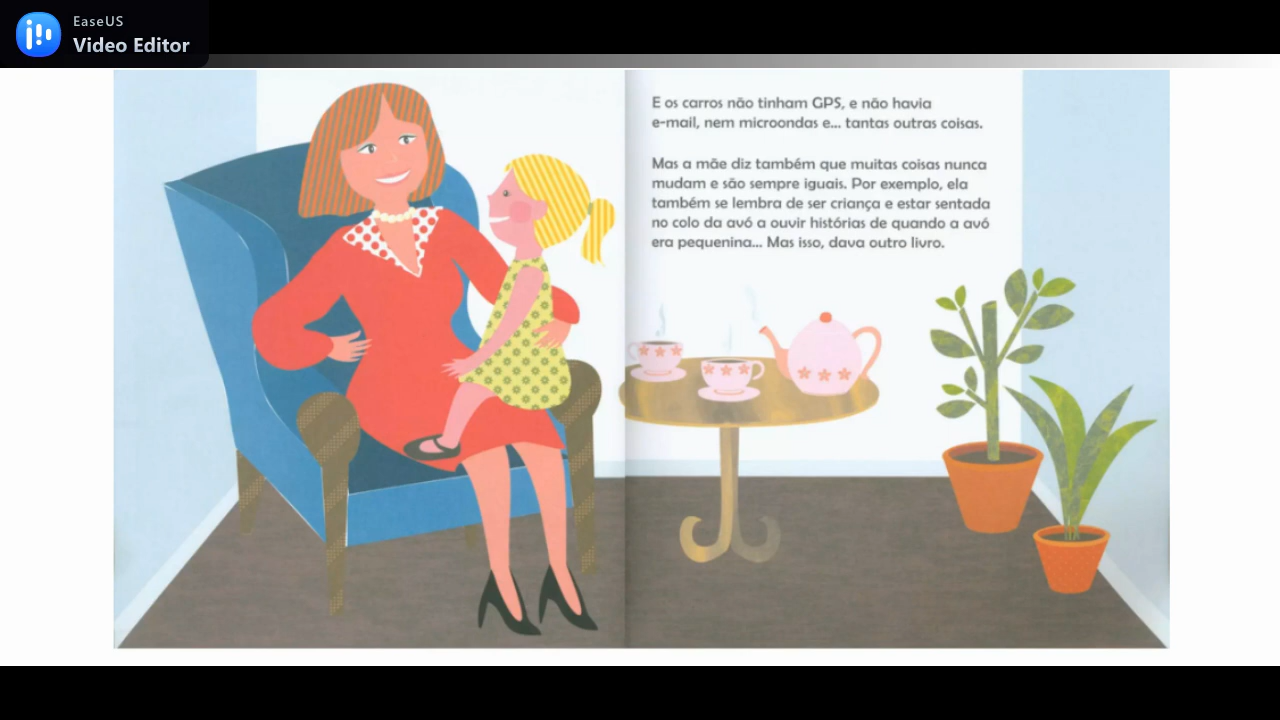 EaseUS
Video Editor
E os carros não tinham GPS, e não havia
e-mail, nem microondas e... tantas outras coisas.
Mas a mãe diz também que muitas coisas nunca
mudam e são sempre iguais. Por exemplo, ela
também se lembra de ser criança e estar sentada
no colo da avó a ouvir histórias de quando a avó
era pequenina... Mas isso, dava outro livro.